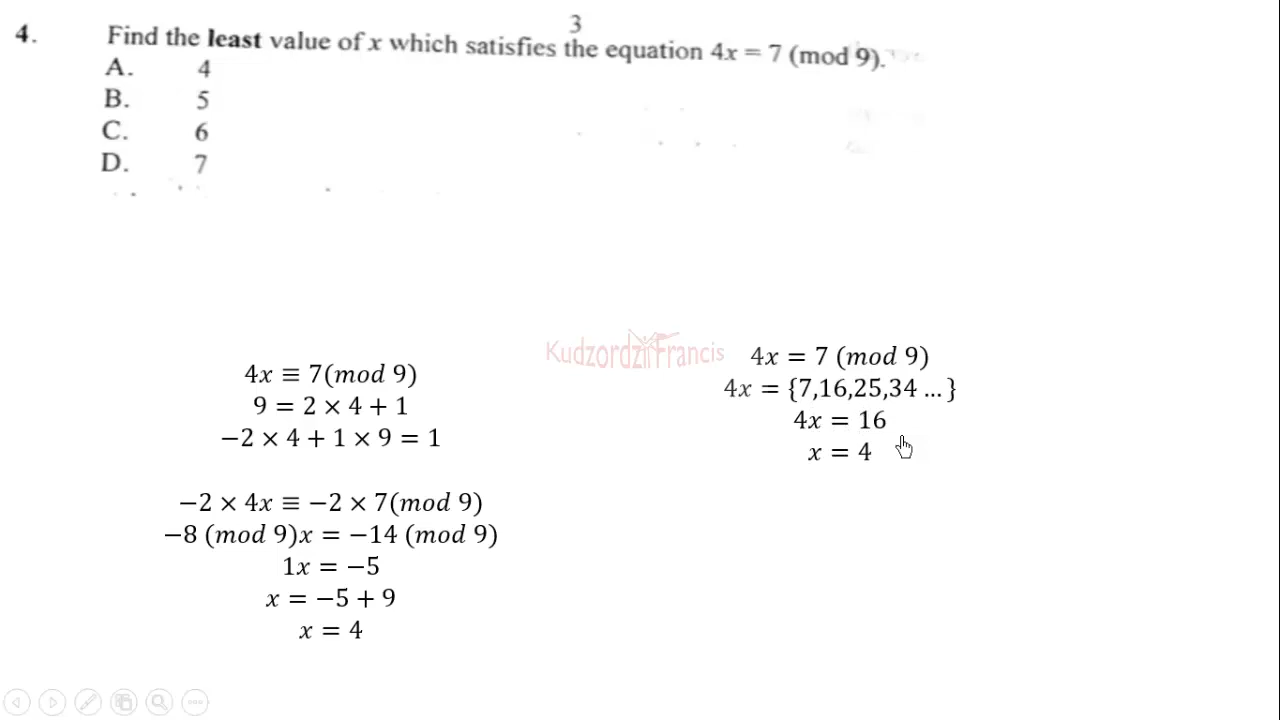 3
4. Find the least value of x which satisfies the equation 4x = 7 (mod 9).
A. 4
B. 5
C. 6
D. 7
Kudzordzi Francis
4x ≡ 7(mod 9)
9 = 2 × 4 + 1
−2 × 4 + 1 × 9 = 1
−2 × 4x ≡ −2 × 7(mod 9)
−8 (mod 9)x = −14 (mod 9)
1x = −5
x = −5 + 9
x = 4
4x = 7 (mod 9)
4x = {7,16,25,34 ... }
4x = 16
x = 4